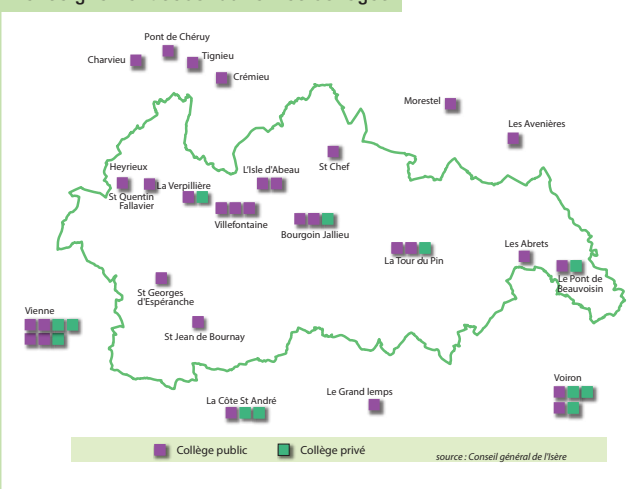 Pont de Chéruy
Charvieu
Tignieu
Crémieu
Morestel
Les Avenières
St Chef
Heyrieux
L'Isle d'Abeau
La Verpillière
St Quentin
Fallavier
Villefontaine
Bourgoin Jallieu
Les Abrets
La Tour du Pin
Le Pont de
Beauvoisin
St Georges
d'Espéranche
Vienne
St Jean de Bournay
Voiron
Le Grand lemps
La Côte St André
Collège public
Collège privé
source : Conseil général de l'Isère